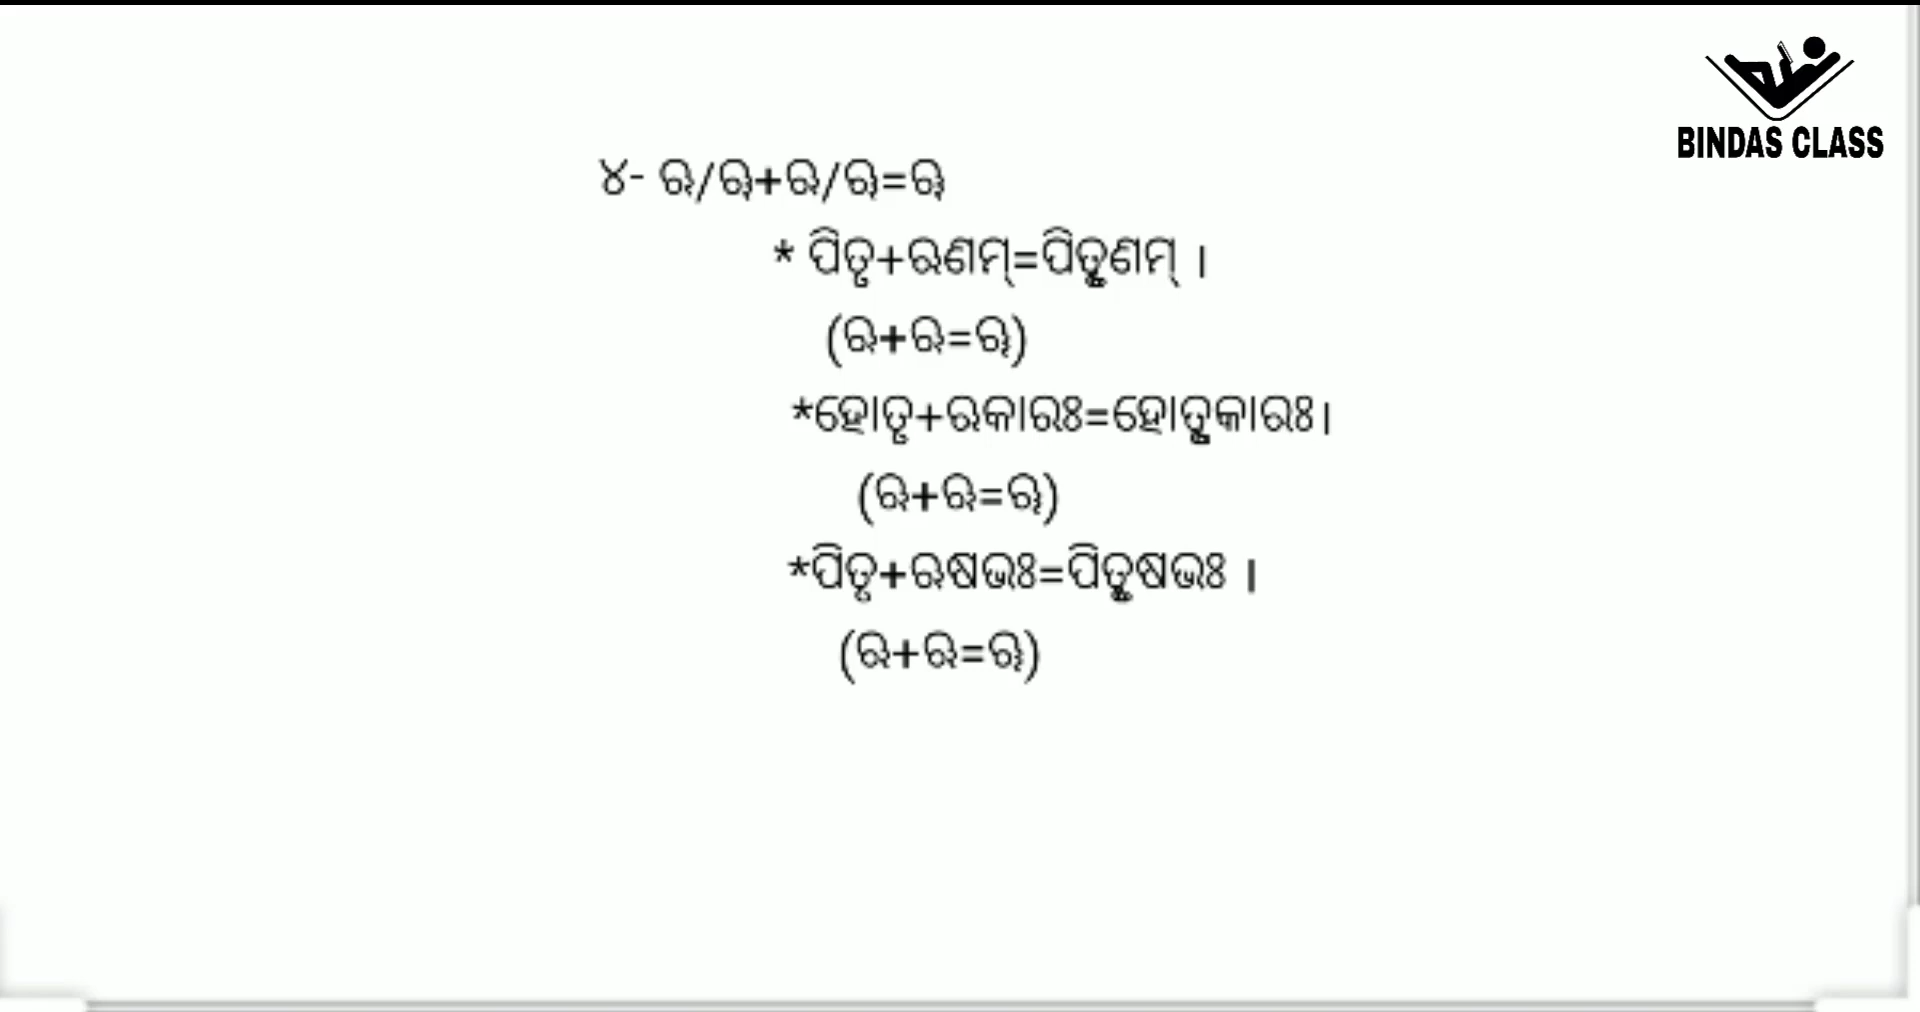 BINDAS CLASS
୪- ଋ/ୠ+ଋ/ୠ=ୠ
* ପିତୃ+ଋଣମ୍=ପିତୄଣମ୍ ।
(ଋ+ଋ=ୠ)
*ହୋତୃ+ଋକାରଃ=ହୋତୄକାରଃ।
(ଋ+ଋ=ୠ)
*ପିତୃ+ଋଷଭଃ=ପିତୄଷଭଃ ।
(ଋ+ଋ=ୠ)